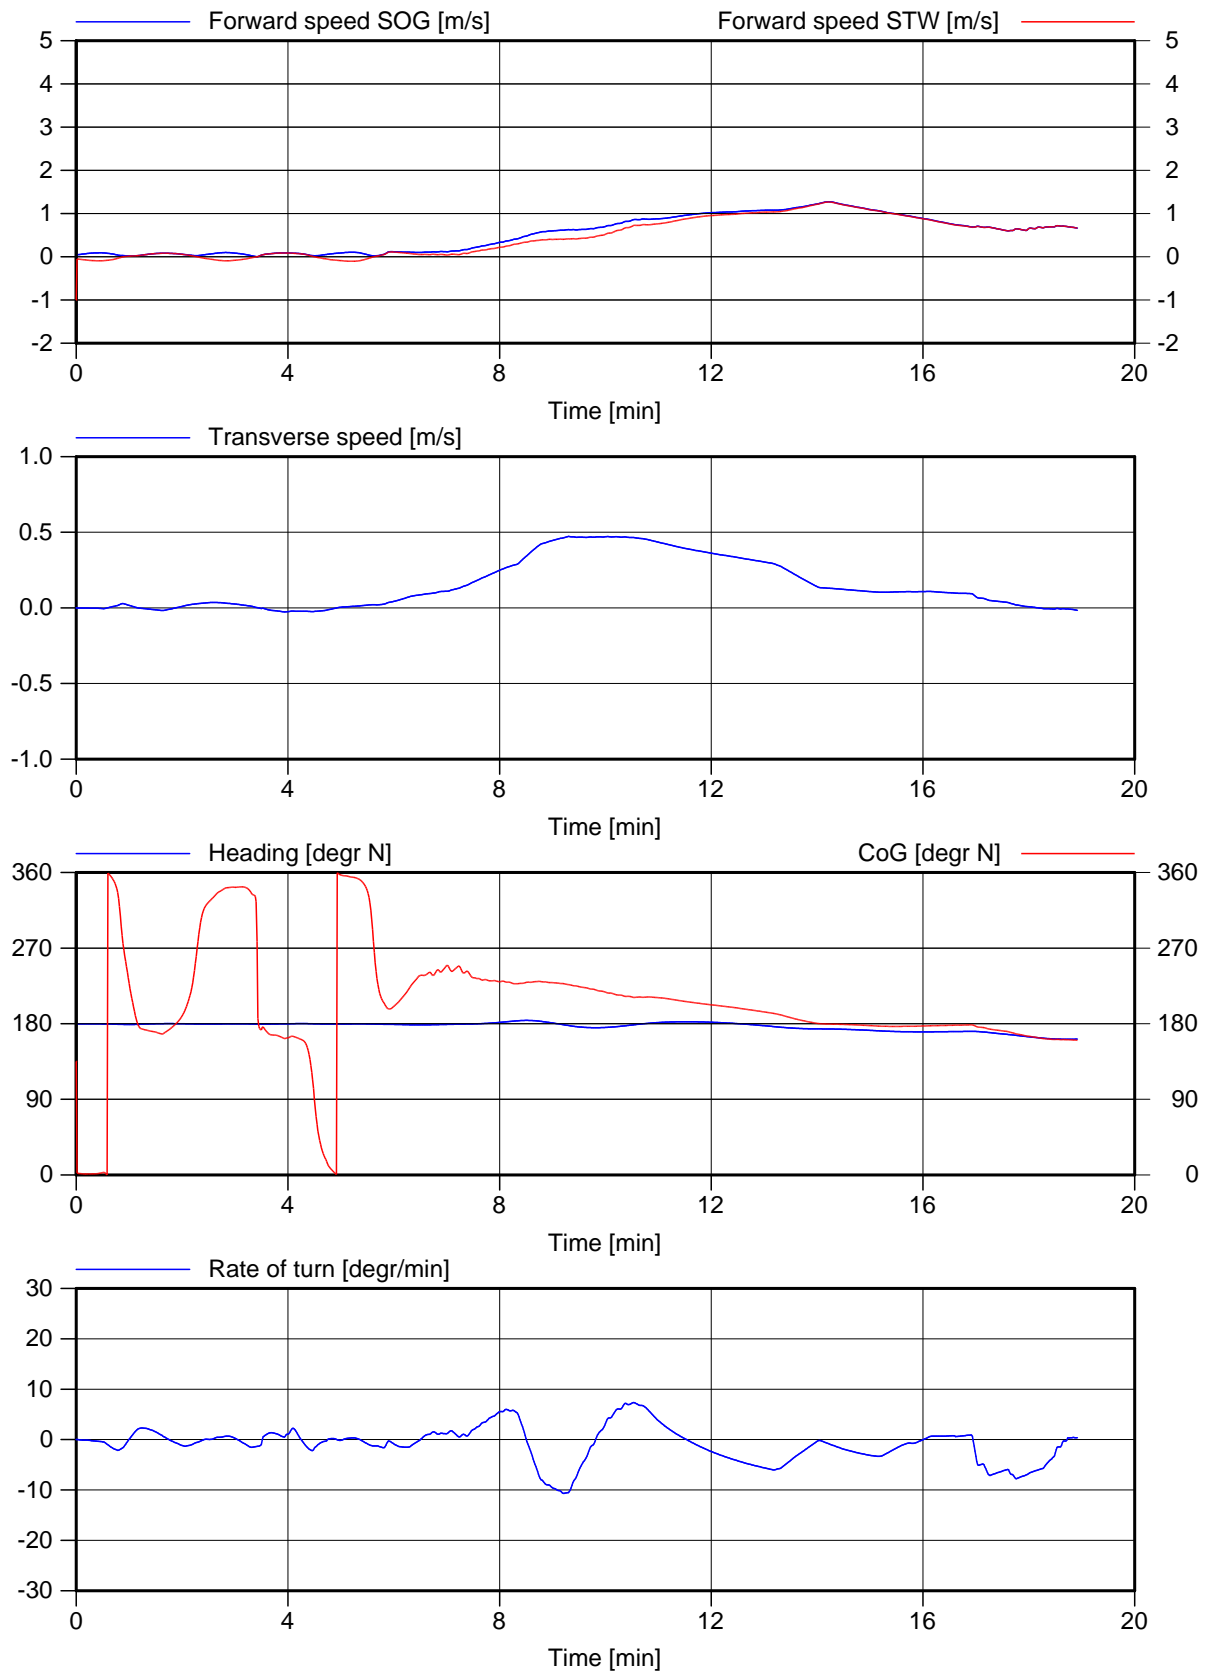 Forward speed SOG [m/s] Forward speed STW [m/s]
5 5
4 4
3 3
2 2
1 1
0 0
-1 -1
-2 -2
0 4 8 12 16 20
Time [min]
Transverse speed [m/s]
1.0
0.5
0.0
-0.5
-1.0
0 4 8 12 16 20
Time [min]
Heading [degr N] CoG [degr N]
360 360
270 270
180 180
90 90
0 0
0 4 8 12 16 20
Time [min]
Rate of turn [degr/min]
30
20
10
0
-10
-20
-30
0 4 8 12 16 20
Time [min]